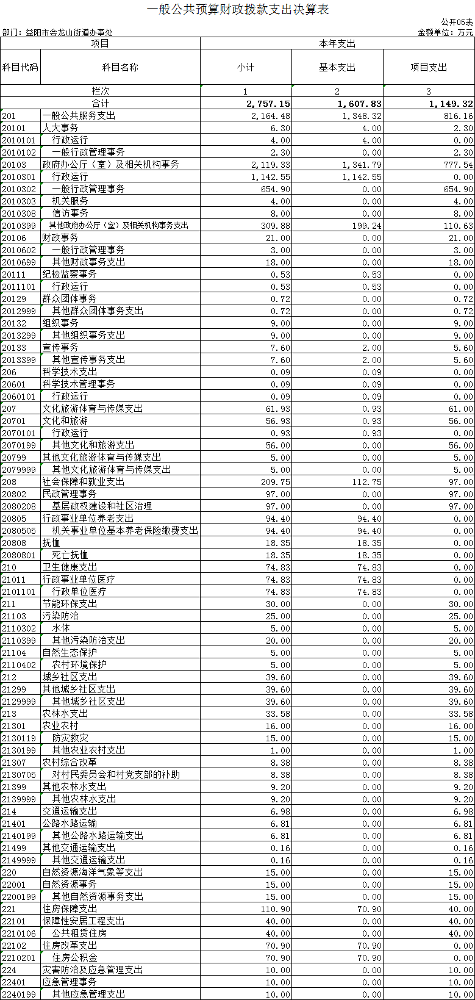 一般公共预算财政拨款支出决算表
公开05表
部门：益阳市会龙山街道办事处 金额单位：万元
项目 本年支出
科目代码 科目名称 小计 基本支出 项目支出
栏次 1 2 3
合计 2,757.15 1,607.83 1,149.32
201 一般公共服务支出 2,164.48 1,348.32 816.16
20101 人大事务 6.30 4.00 2.30
2010101 行政运行 4.00 4.00 0.00
2010102 一般行政管理事务 2.30 0.00 2.30
20103 政府办公厅（室）及相关机构事务 2,119.33 1,341.79 777.54
2010301 行政运行 1,142.55 1,142.55 0.00
2010302 一般行政管理事务 654.90 0.00 654.90
2010303 机关服务 4.00 0.00 4.00
2010308 信访事务 8.00 0.00 8.00
2010399 其他政府办公厅（室）及相关机构事务支出 309.88 199.24 110.63
20106 财政事务 21.00 0.00 21.00
2010602 一般行政管理事务 3.00 0.00 3.00
2010699 其他财政事务支出 18.00 0.00 18.00
20111 纪检监察事务 0.53 0.53 0.00
2011101 行政运行 0.53 0.53 0.00
20129 群众团体事务 0.72 0.00 0.72
2012999 其他群众团体事务支出 0.72 0.00 0.72
20132 组织事务 9.00 0.00 9.00
2013299 其他组织事务支出 9.00 0.00 9.00
20133 宣传事务 7.60 2.00 5.60
2013399 其他宣传事务支出 7.60 2.00 5.60
206 科学技术支出 0.09 0.09 0.00
20601 科学技术管理事务 0.09 0.09 0.00
2060101 行政运行 0.09 0.09 0.00
207 文化旅游体育与传媒支出 61.93 0.93 61.00
20701 文化和旅游 56.93 0.93 56.00
2070101 行政运行 0.93 0.93 0.00
2070199 其他文化和旅游支出 56.00 0.00 56.00
20799 其他文化旅游体育与传媒支出 5.00 0.00 5.00
2079999 其他文化旅游体育与传媒支出 5.00 0.00 5.00
208 社会保障和就业支出 209.75 112.75 97.00
20802 民政管理事务 97.00 0.00 97.00
2080208 基层政权建设和社区治理 97.00 0.00 97.00
20805 行政事业单位养老支出 94.40 94.40 0.00
2080505 机关事业单位基本养老保险缴费支出 94.40 94.40 0.00
20808 抚恤 18.35 18.35 0.00
2080801 死亡抚恤 18.35 18.35 0.00
210 卫生健康支出 74.83 74.83 0.00
21011 行政事业单位医疗 74.83 74.83 0.00
2101101 行政单位医疗 74.83 74.83 0.00
211 节能环保支出 30.00 0.00 30.00
21103 污染防治 25.00 0.00 25.00
2110302 水体 5.00 0.00 5.00
2110399 其他污染防治支出 20.00 0.00 20.00
21104 自然生态保护 5.00 0.00 5.00
2110402 农村环境保护 5.00 0.00 5.00
212 城乡社区支出 39.60 0.00 39.60
21299 其他城乡社区支出 39.60 0.00 39.60
2129999 其他城乡社区支出 39.60 0.00 39.60
213 农林水支出 33.58 0.00 33.58
21301 农业农村 16.00 0.00 16.00
2130119 防灾救灾 15.00 0.00 15.00
2130199 其他农业农村支出 1.00 0.00 1.00
21307 农村综合改革 8.38 0.00 8.38
2130705 对村民委员会和村党支部的补助 8.38 0.00 8.38
21399 其他农林水支出 9.20 0.00 9.20
2139999 其他农林水支出 9.20 0.00 9.20
214 交通运输支出 6.98 0.00 6.98
21401 公路水路运输 6.81 0.00 6.81
2140199 其他公路水路运输支出 6.81 0.00 6.81
21499 其他交通运输支出 0.16 0.00 0.16
2149999 其他交通运输支出 0.16 0.00 0.16
220 自然资源海洋气象等支出 15.00 0.00 15.00
22001 自然资源事务 15.00 0.00 15.00
2200199 其他自然资源事务支出 15.00 0.00 15.00
221 住房保障支出 110.90 70.90 40.00
22101 保障性安居工程支出 40.00 0.00 40.00
2210106 公共租赁住房 40.00 0.00 40.00
22102 住房改革支出 70.90 70.90 0.00
2210201 住房公积金 70.90 70.90 0.00
224 灾害防治及应急管理支出 10.00 0.00 10.00
22401 应急管理事务 10.00 0.00 10.00
2240199 其他应急管理支出 10.00 0.00 10.00